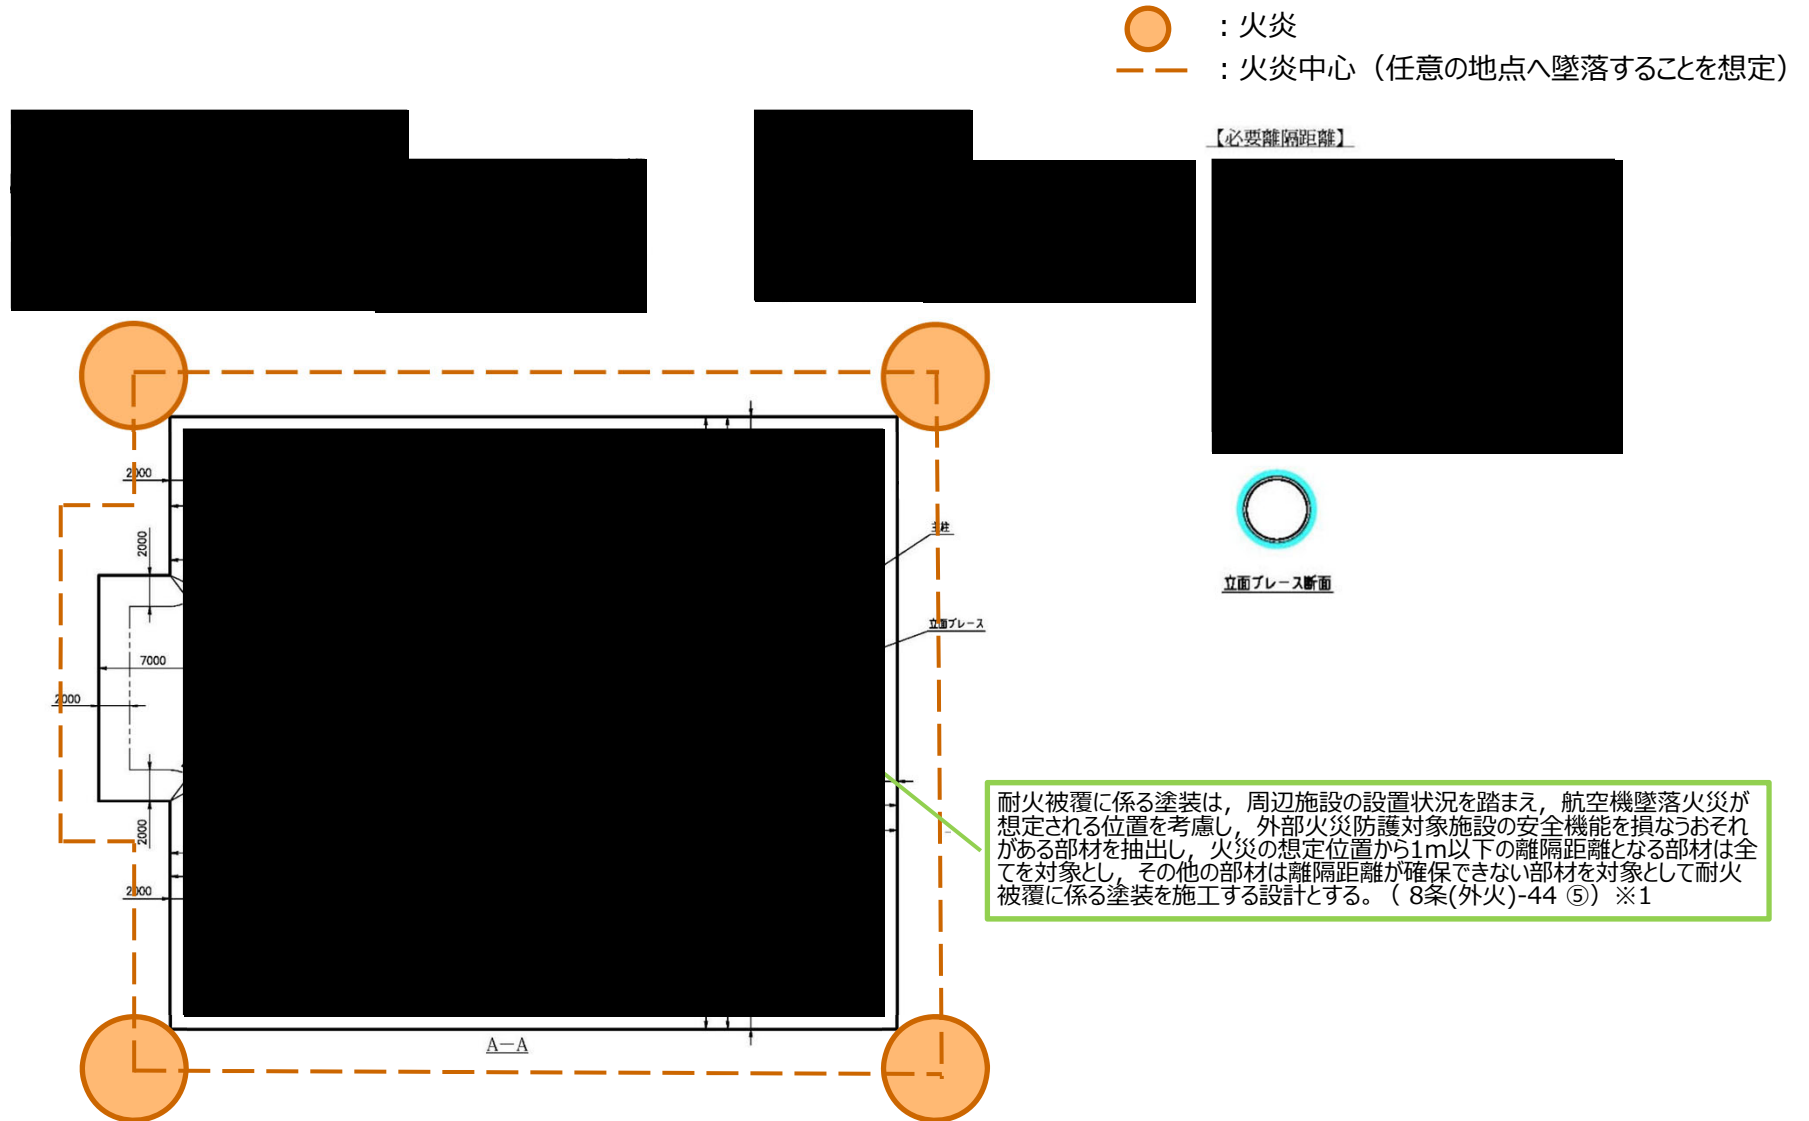 ：火炎
：火炎中心（任意の地点へ墜落することを想定）
【必要離隔距離】
2000
2000
主柱
立面ブレース
7000
2000
2000
2000
立面ブレース断面
耐火被覆に係る塗装は，周辺施設の設置状況を踏まえ，航空機墜落火災が
想定される位置を考慮し，外部火災防護対象施設の安全機能を損なうおそれ
がある部材を抽出し，火災の想定位置から1m以下の離隔距離となる部材は全
てを対象とし，その他の部材は離隔距離が確保できない部材を対象として耐火
被覆に係る塗装を施工する設計とする。（ 8条(外火)-44 ⑤）※1
A－A